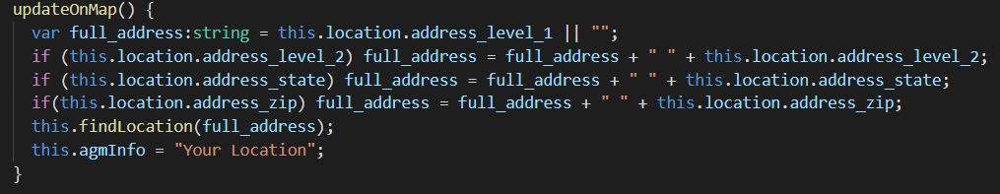 updateOnMap() {
var full_address:string = this.location.address_level_1 || "";
if (this.location.address_level_2) full_address = full_address + " " + this.location.address_level_2;
if (this.location.address_state) full_address = full_address + " " + this.location.address_state;
if(this.location.address_zip) full_address = full_address + " " + this.location.address_zip;
this.findLocation(full_address);
this.agmInfo = "Your Location";
}